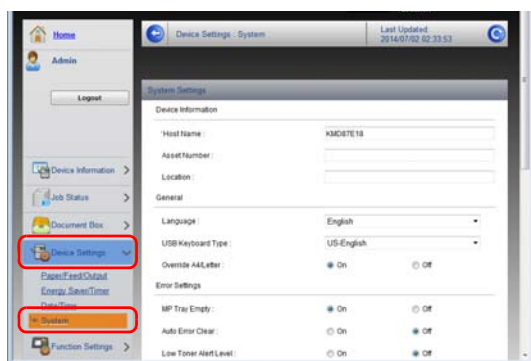 Home
Device Settings : System
Last Updated:
2014/07/02 02:33:53
Admin
Logout
System Settings
Device Information
*Host Name :
KMD87E18
Asset Number :
Location :
General
Language :
English
USB Keyboard Type :
US-English
Override A4/Letter :
On
Off
Error Settings
MP Tray Empty :
On
Off
Auto Error Clear :
On
Off
Low Toner Alert Level :
On
Off
Device Information
Job Status
Document Box
Device Settings
Paper/Feed/Output
Energy Saver/Timer
Date/Time
System
Function Settings